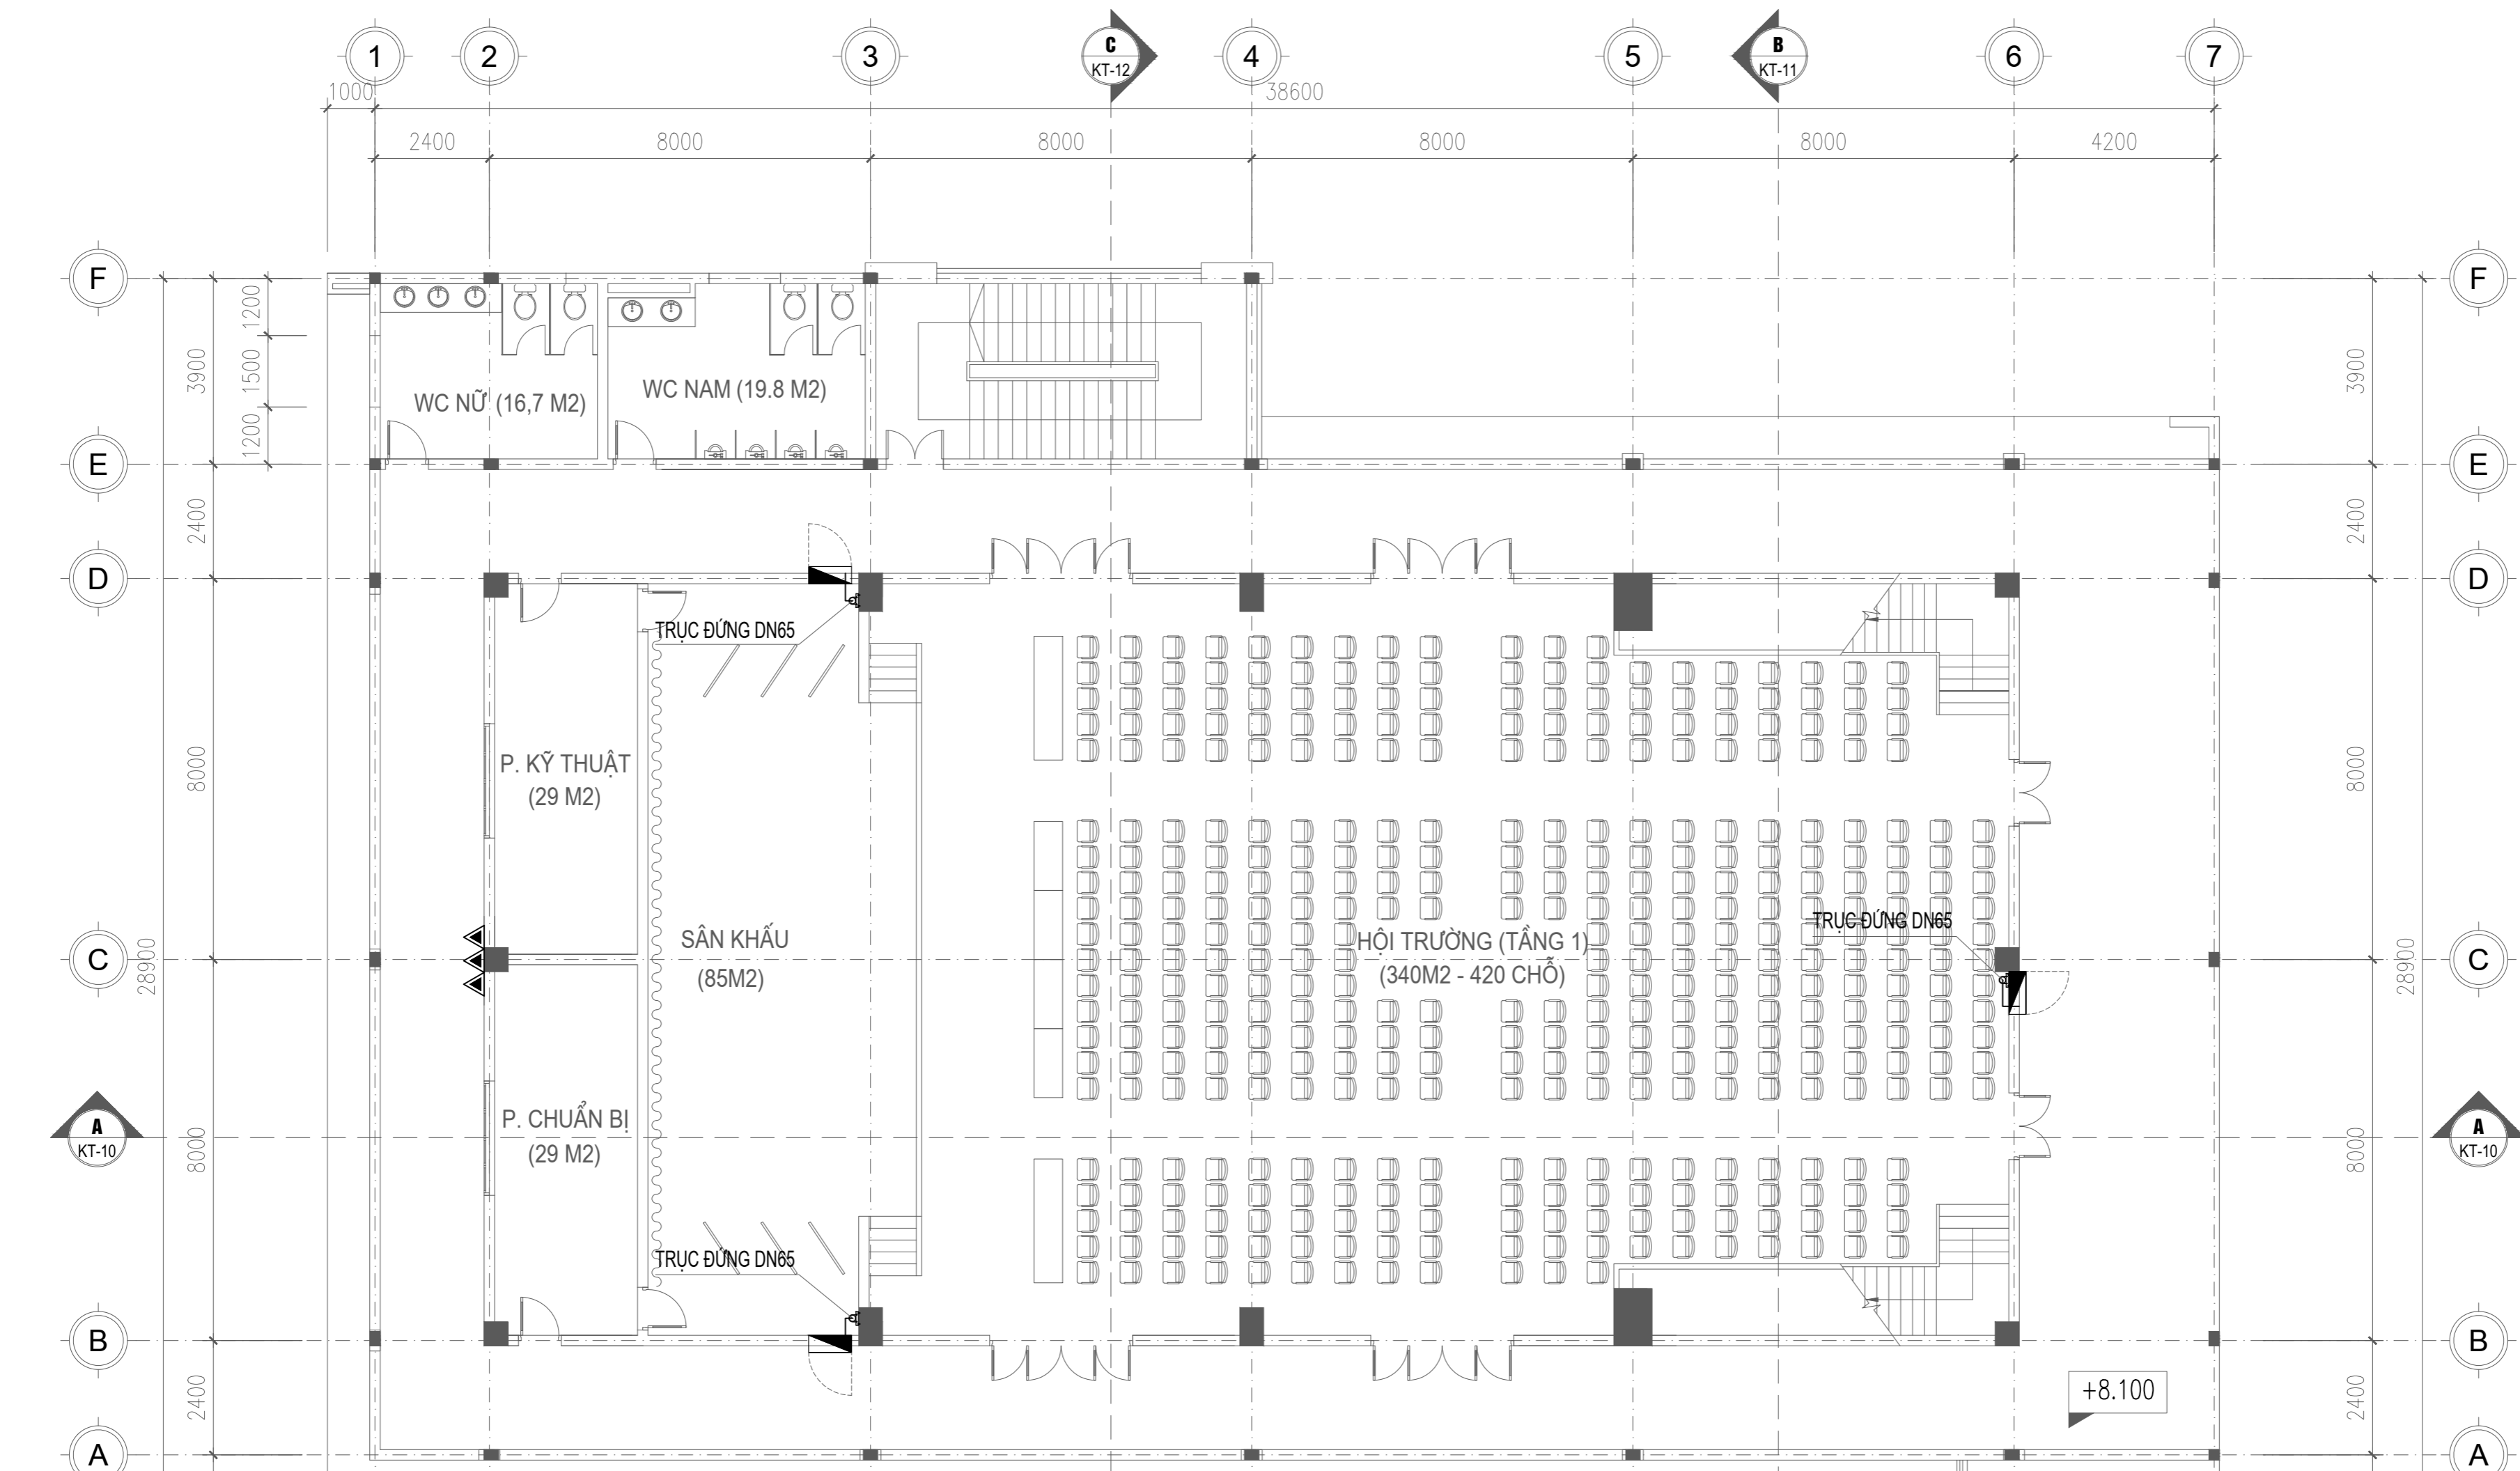 1 2 3 C 4 5 B 6 7
KT-12 KT-11
1000 38600
2400 8000 8000 8000 8000 4200
F F
1200
3900 1500 3900
WC NỮ (16,7 M2) WC NAM (19.8 M2)
1200
E E
2400 2400
D D
TRỤC ĐỨNG DN65
8000 8000
P. KỸ THUẬT
(29 M2)
TRỤC ĐỨNG DN65
SÂN KHẤU HỘI TRƯỜNG (TẦNG 1)
(85M2) (340M2 - 420 CHỖ)
C C
28900 28900
P. CHUẨN BỊ
(29 M2)
A A
KT-10 KT-10
8000 8000
TRỤC ĐỨNG DN65
B B
2400 2400
+8.100
A A